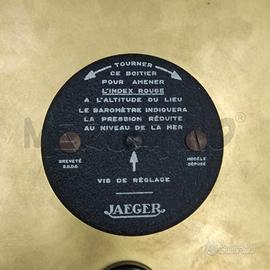 TOURNER
CE BOITIER
POUR AMENER
L'INDEX ROUGE
A L'ALTITUDE DU LIEU
LE BAROMÈTRE INDIQUERA
LA PRESSION RÉDUITE
AU NIVEAU DE LA MER
BREVETÉ
S.G.D.G.
MODÈLE
DÉPOSÉ
VIS DE RÉGLAGE
JAEGER